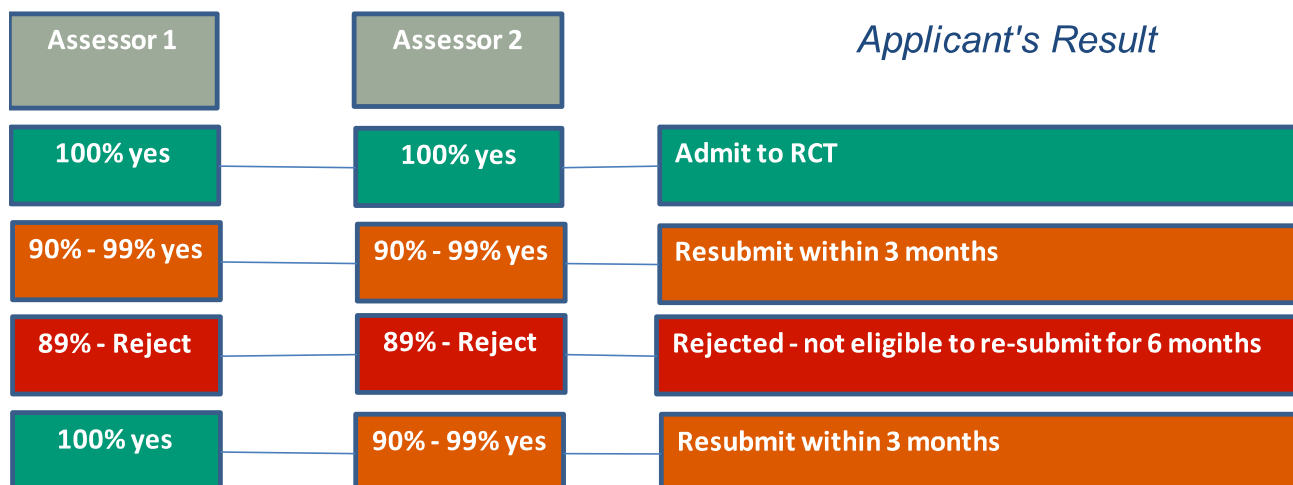 Assessor 1
Assessor 2
Applicant's Result
100% yes
100% yes
Admit to RCT
90% - 99% yes
90% - 99% yes
Resubmit within 3 months
89% - Reject
89% - Reject
Rejected - not eligible to re-submit for 6 months
100% yes
90% - 99% yes
Resubmit within 3 months